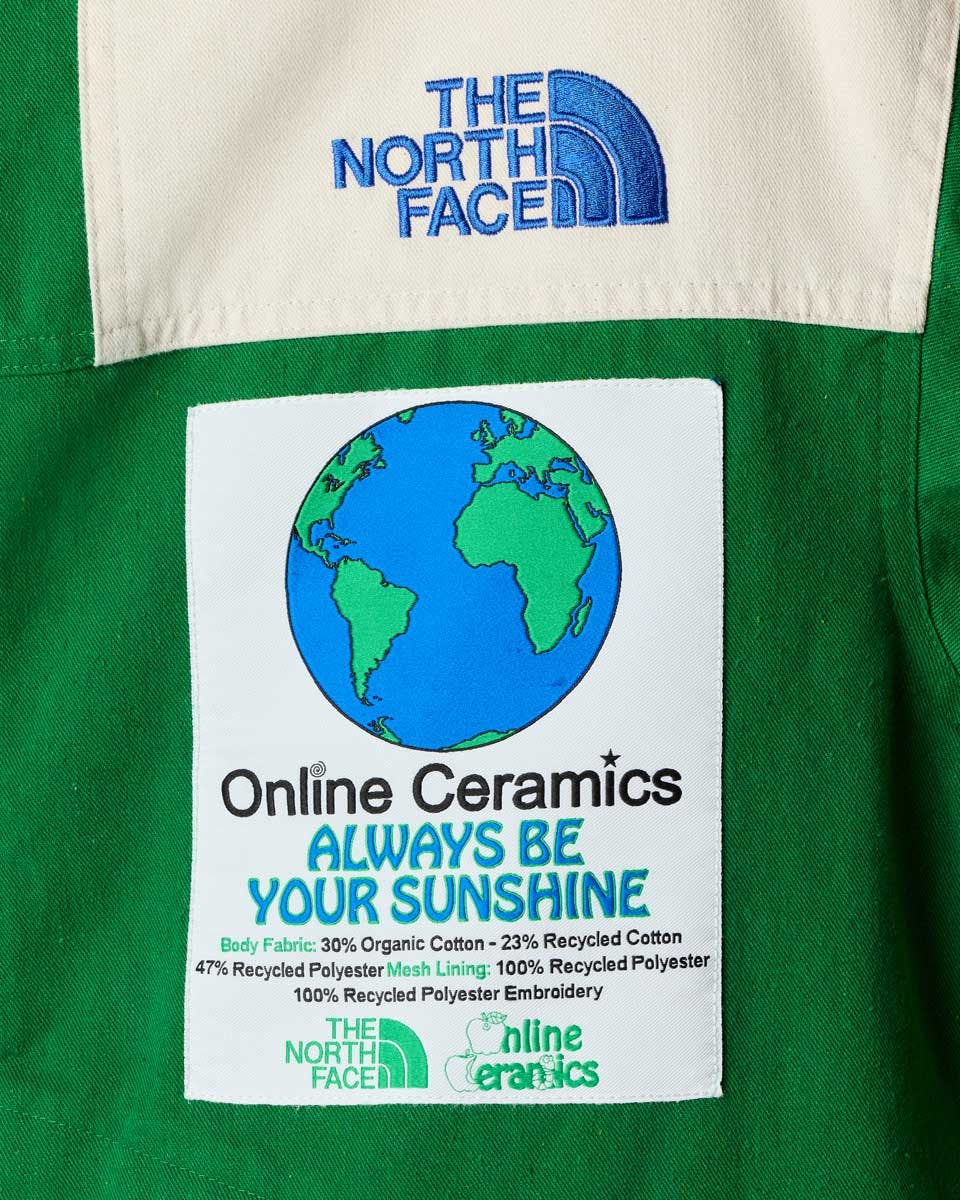 THE
NORTH
FACE
Online Ceramics
ALWAYS BE
YOUR SUNSHINE
Body Fabric: 30% Organic Cotton - 23% Recycled Cotton
47% Recycled Polyester Mesh Lining: 100% Recycled Polyester
100% Recycled Polyester Embroidery
THE
NORTH
FACE
Online
Ceramics